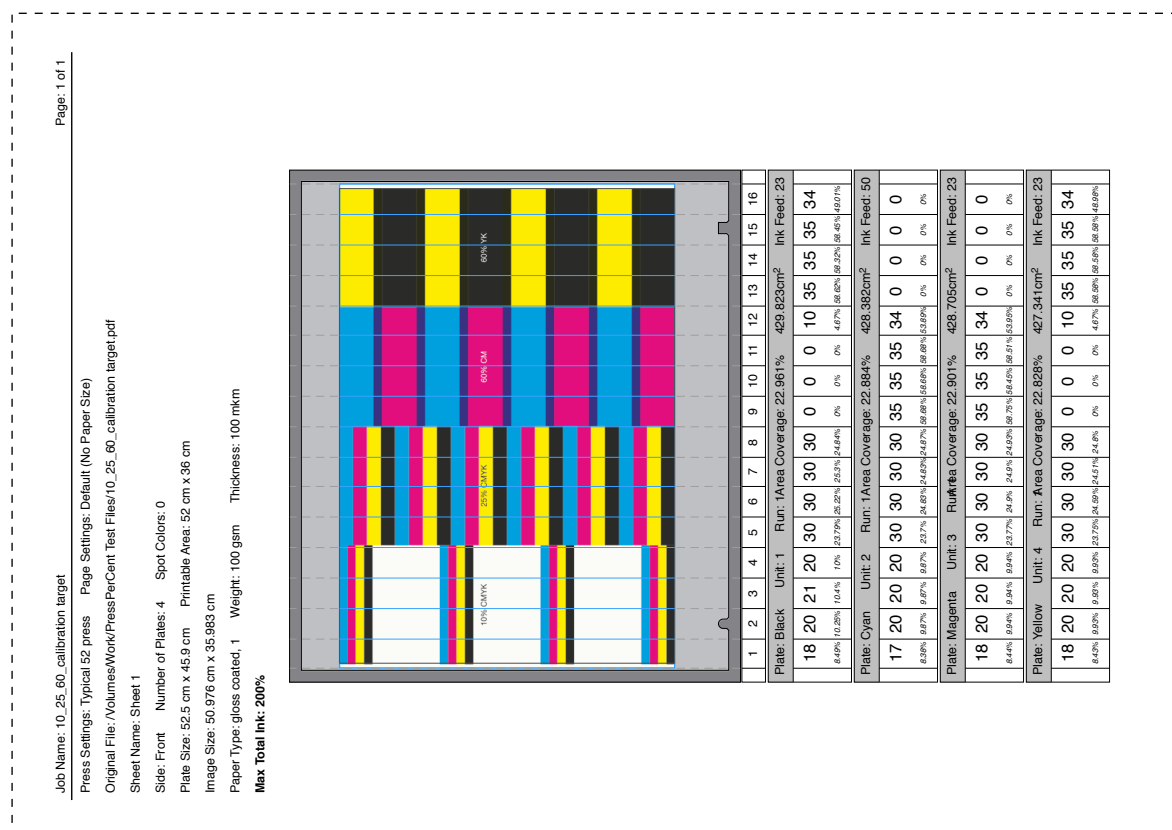 Job Name: 10_25_60_calibration target Page: 1 of 1
Press Settings: Typical 52 press Page Settings: Default (No Paper Size)
Original File: /Volumes/Work/Press PerCent Test Files/10_25_60_calibration target.pdf
Sheet Name: Sheet 1
Side: Front Number of Plates: 4 Spot Colors: 0
Plate Size: 52.5 cm x 45.9 cm Printable Area: 52 cm x 36 cm
Image Size: 50.976 cm x 35.983 cm
Paper Type: gloss coated, 1 Weight: 100 gsm Thickness: 100 mkm
Max Total Ink: 200%
10% CMYK 25% CMYK 60% CM 60% YK
1 2 3 4 5 6 7 8 9 10 11 12 13 14 15 16
Plate: Black Unit: 1 Run: 1 Area Coverage: 22.961% 429.823cm² Ink Feed: 23
18 20 21 20 30 30 30 30 0 0 0 10 35 35 35 34
8.49% 10.25% 10.4% 10% 23.79% 25.22% 25.3% 24.84% 0% 0% 0% 4.67% 58.62% 58.32% 58.45% 49.01%
Plate: Cyan Unit: 2 Run: 1 Area Coverage: 22.884% 428.382cm² Ink Feed: 50
17 20 20 20 30 30 30 30 35 35 35 34 0 0 0 0
8.38% 9.87% 9.87% 9.87% 23.7% 24.83% 24.83% 24.87% 58.68% 58.68% 58.68% 53.89% 0% 0% 0% 0%
Plate: Magenta Unit: 3 Run: 1 Area Coverage: 22.901% 428.705cm² Ink Feed: 23
18 20 20 20 30 30 30 30 35 35 35 34 0 0 0 0
8.44% 9.94% 9.94% 9.94% 23.77% 24.9% 24.9% 24.93% 58.75% 58.45% 58.51% 53.95% 0% 0% 0% 0%
Plate: Yellow Unit: 4 Run: 1 Area Coverage: 22.828% 427.341cm² Ink Feed: 23
18 20 20 20 30 30 30 30 0 0 0 10 35 35 35 34
8.43% 9.93% 9.93% 9.93% 23.75% 24.59% 24.51% 24.8% 0% 0% 0% 4.67% 58.58% 58.58% 58.58% 48.98%